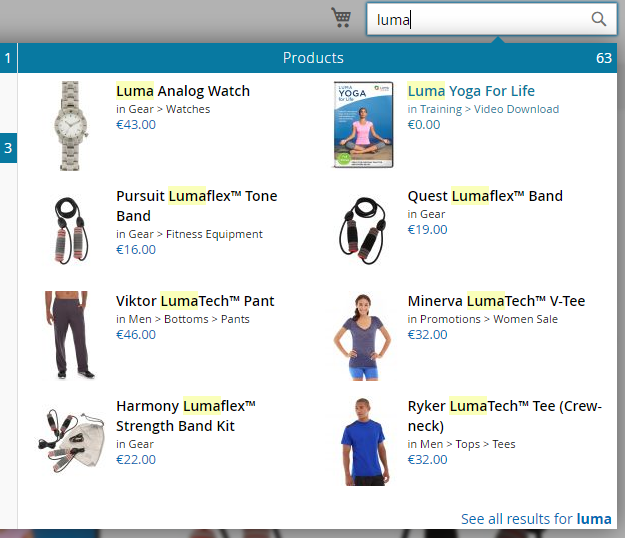 luma
1
Products
63
3
Luma Analog Watch
in Gear > Watches
€43.00
LUMA
YOGA
for Life
Luma Yoga For Life
in Training > Video Download
€0.00
Pursuit Lumaflex™ Tone
Band
in Gear > Fitness Equipment
€16.00
Quest Lumaflex™ Band
in Gear
€19.00
Viktor LumaTech™ Pant
in Men > Bottoms > Pants
€46.00
Minerva LumaTech™ V-Tee
in Promotions > Women Sale
€32.00
Harmony Lumaflex™
Strength Band Kit
in Gear
€22.00
Ryker LumaTech™ Tee (Crew-
neck)
in Men > Tops > Tees
€32.00
See all results for luma